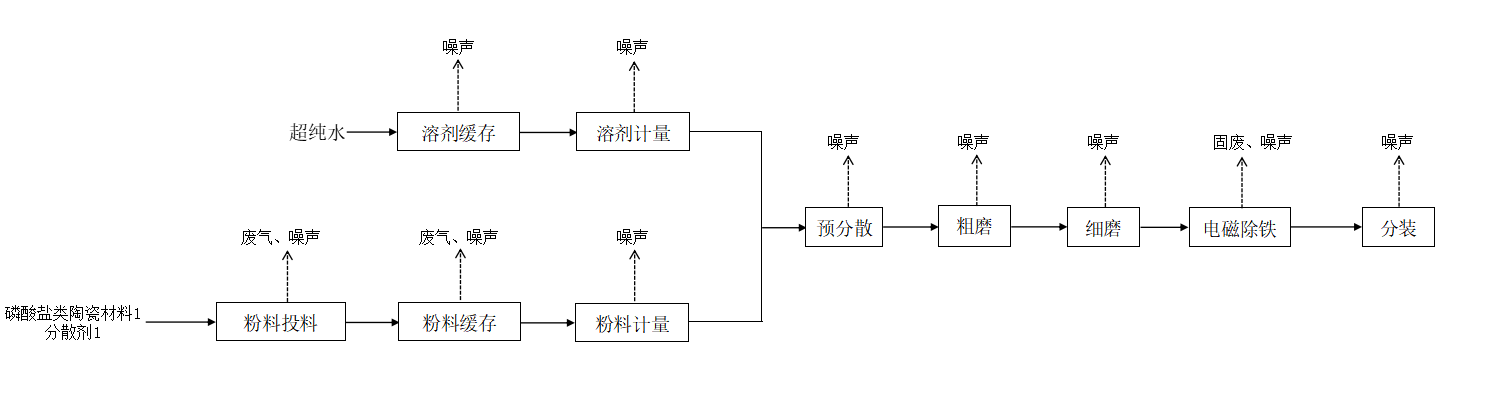 噪声
噪声
超纯水
溶剂缓存
溶剂计量
噪声
噪声
噪声
固废、噪声
噪声
预分散
粗磨
细磨
电磁除铁
分装
废气、噪声
废气、噪声
噪声
磷酸盐类陶瓷材料1
分散剂1
粉料投料
粉料缓存
粉料计量